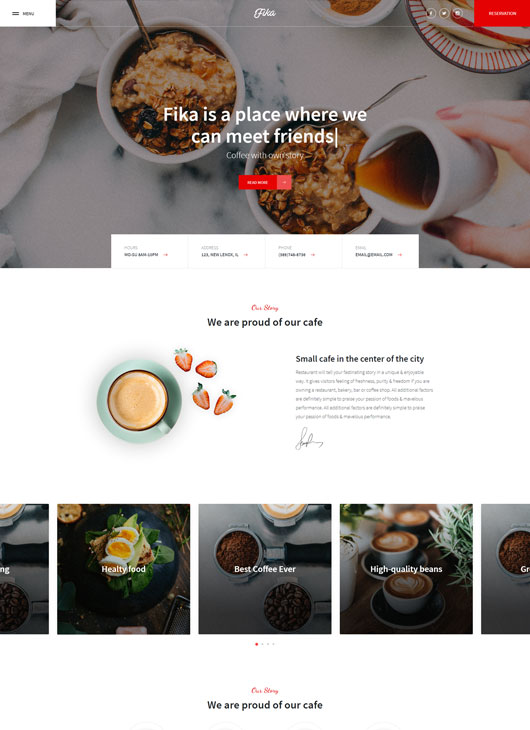 MENU
Fika
RESERVATION
Fika is a place where we
can meet friends|
Coffee with own story
READ MORE
HOURS
MO-SU 8AM-10PM
ADDRESS
123, NEW LENOX, IL
PHONE
EMAIL
EMAIL@EMAIL.COM
Our Story
We are proud of our cafe
Small cafe in the center of the city
Restaurant will tell your fastinating story in a unique & enjoyable
way. It gives visitors feeling of freshness, purity & freedom if you are
owning a restaurant, bakery, bar or coffee shop. All additional factors
are definitely simple to praise your passion of foods & marvelous
performance. All additional factors are definitely simple to praise
your passion of foods & marvelous performance.
ng
Healty food
Best Coffee Ever
High-quality beans
Gr
Our Story
We are proud of our cafe